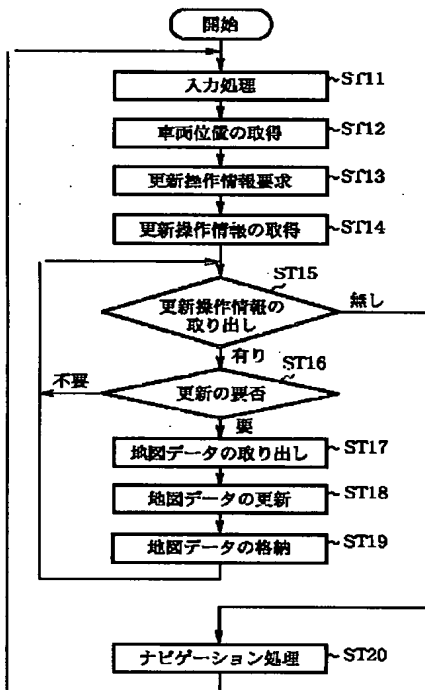 開始
入力処理
ST11
車両位置の取得
ST12
更新操作情報要求
ST13
更新操作情報の取得
ST14
ST15
更新操作情報の
取り出し
無し
有り
ST16
不要
更新の要否
要
地図データの取り出し
ST17
地図データの更新
ST18
地図データの格納
ST19
ナビゲーション処理
ST20